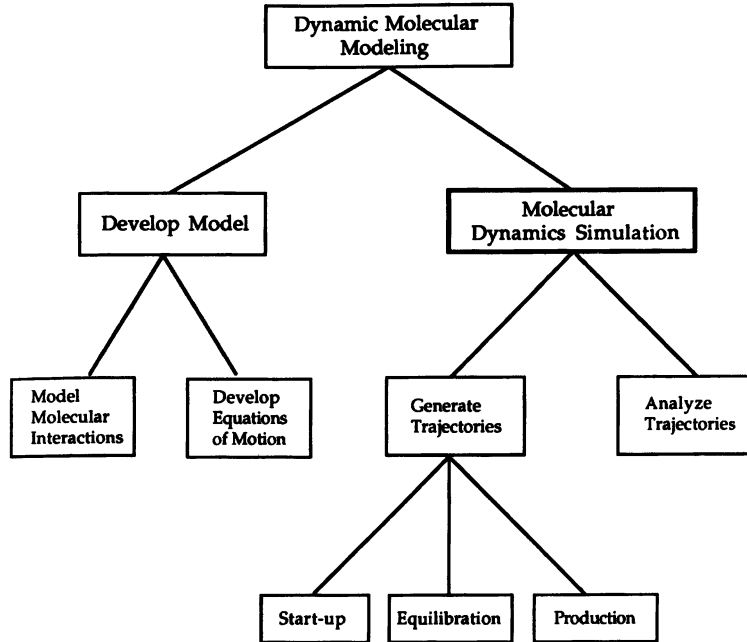 Dynamic Molecular
Modeling
Develop Model
Molecular
Dynamics Simulation
Model
Molecular
Interactions
Develop
Equations
of Motion
Generate
Trajectories
Analyze
Trajectories
Start-up
Equilibration
Production